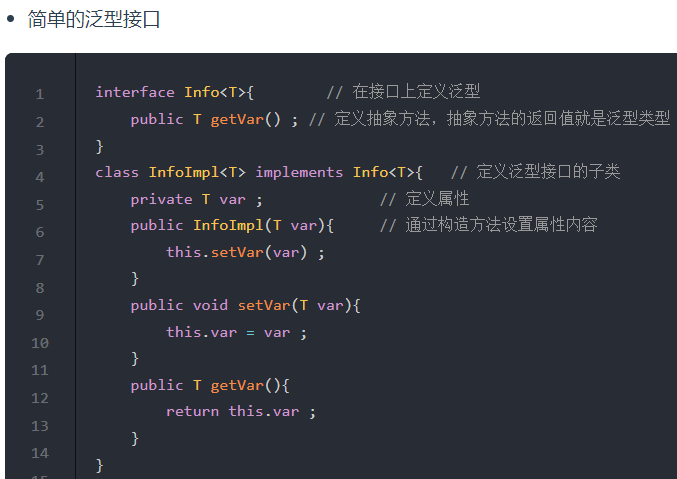 简单的泛型接口
1 interface Info<T>{ // 在接口上定义泛型
2 public T getVar() ; // 定义抽象方法，抽象方法的返回值就是泛型类型
3 }
4 class InfoImpl<T> implements Info<T>{ // 定义泛型接口的子类
5 private T var ; // 定义属性
6 public InfoImpl(T var){ // 通过构造方法设置属性内容
7 this.setVar(var) ;
8 }
9 public void setVar(T var){
10 this.var = var ;
11 }
12 public T getVar(){
13 return this.var ;
14 }
}